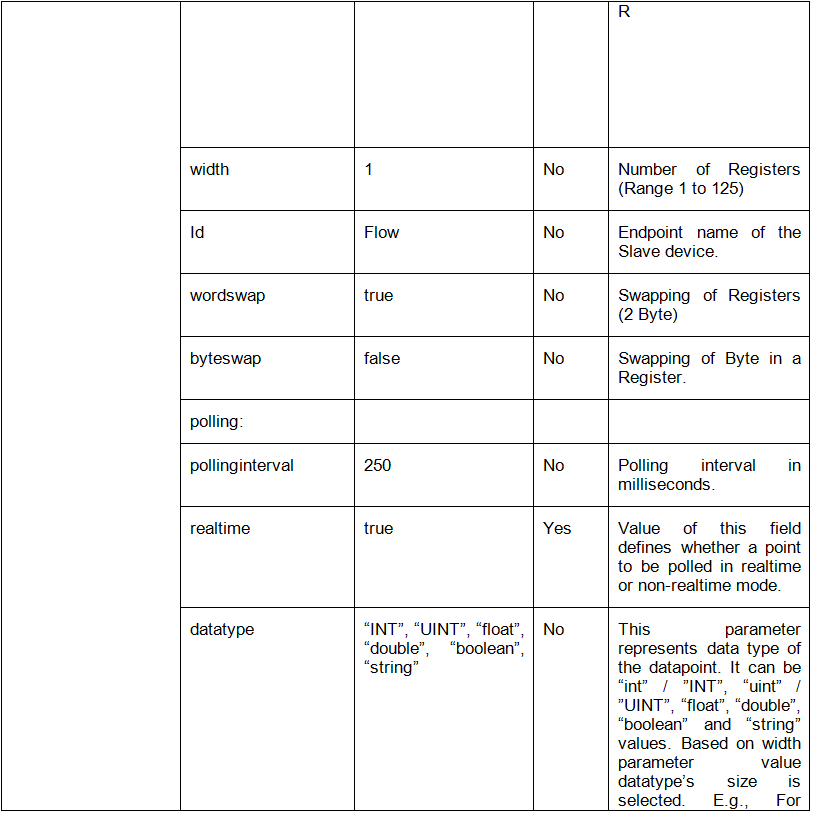 R
width 1 No Number of Registers
(Range 1 to 125)
Id Flow No Endpoint name of the
Slave device.
wordswap true No Swapping of Registers
(2 Byte)
byteswap false No Swapping of Byte in a
Register.
polling:
pollinginterval 250 No Polling interval in
milliseconds.
realtime true Yes Value of this field
defines whether a point
to be polled in realtime
or non-realtime mode.
datatype “INT”, “UINT”, “float”, No This parameter
“double”, “boolean”, represents data type of
“string” the datapoint. It can be
“int” / ”INT”, “uint” /
”UINT”, “float”, “double”,
“boolean” and “string”
values. Based on width
parameter value
datatype’s size is
selected. E.g., For